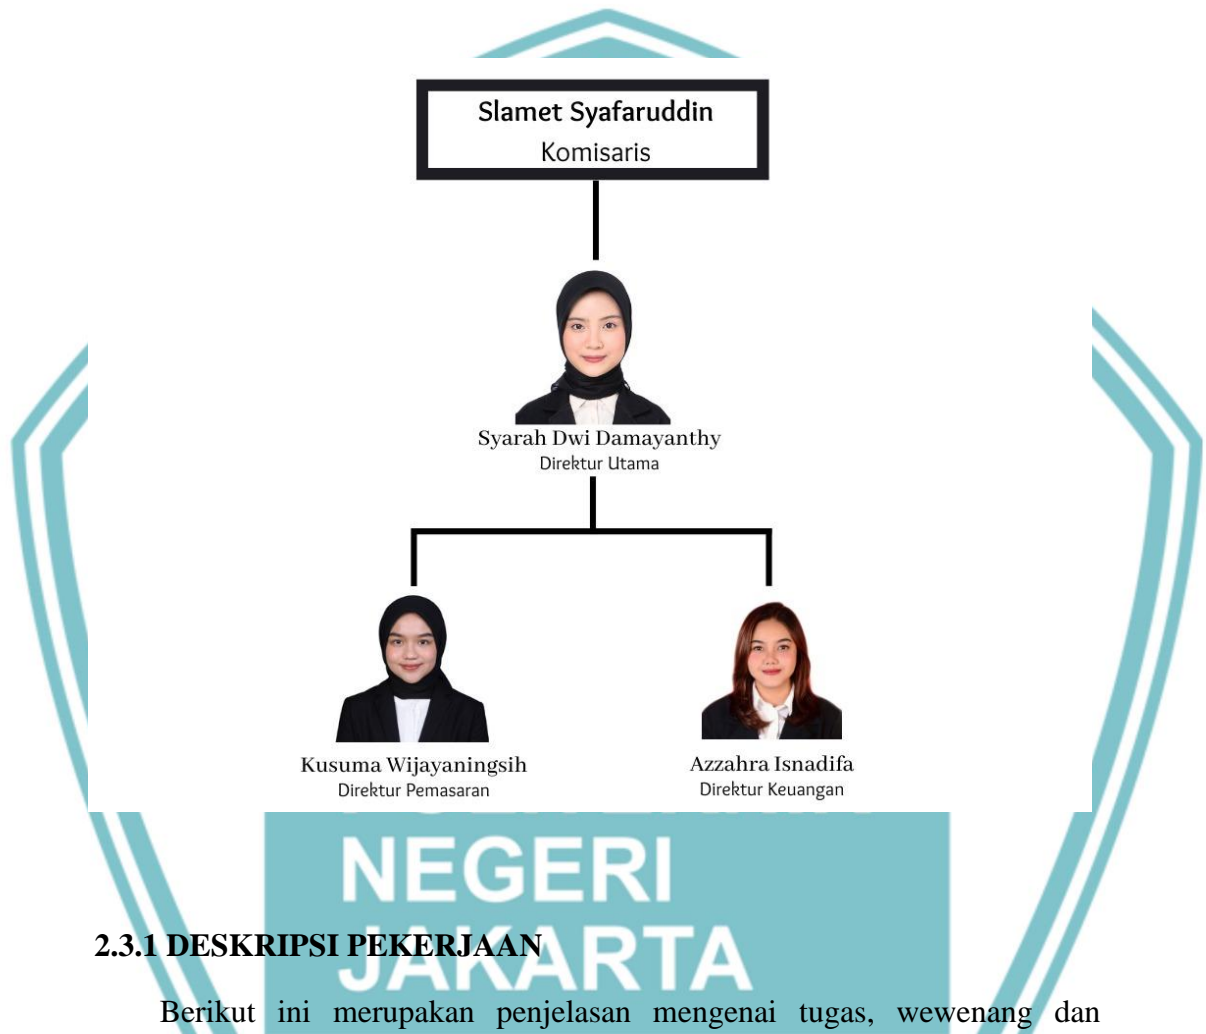 Slamet Syafaruddin
Komisaris
Syarah Dwi Damayanthy
Direktur Utama
Kusuma Wijayaningsih
Direktur Pemasaran
Azzahra Isnadifa
Direktur Keuangan
NEGERI
JAKARTA
2.3.1 DESKRIPSI PEKERJAAN
Berikut ini merupakan penjelasan mengenai tugas, wewenang dan